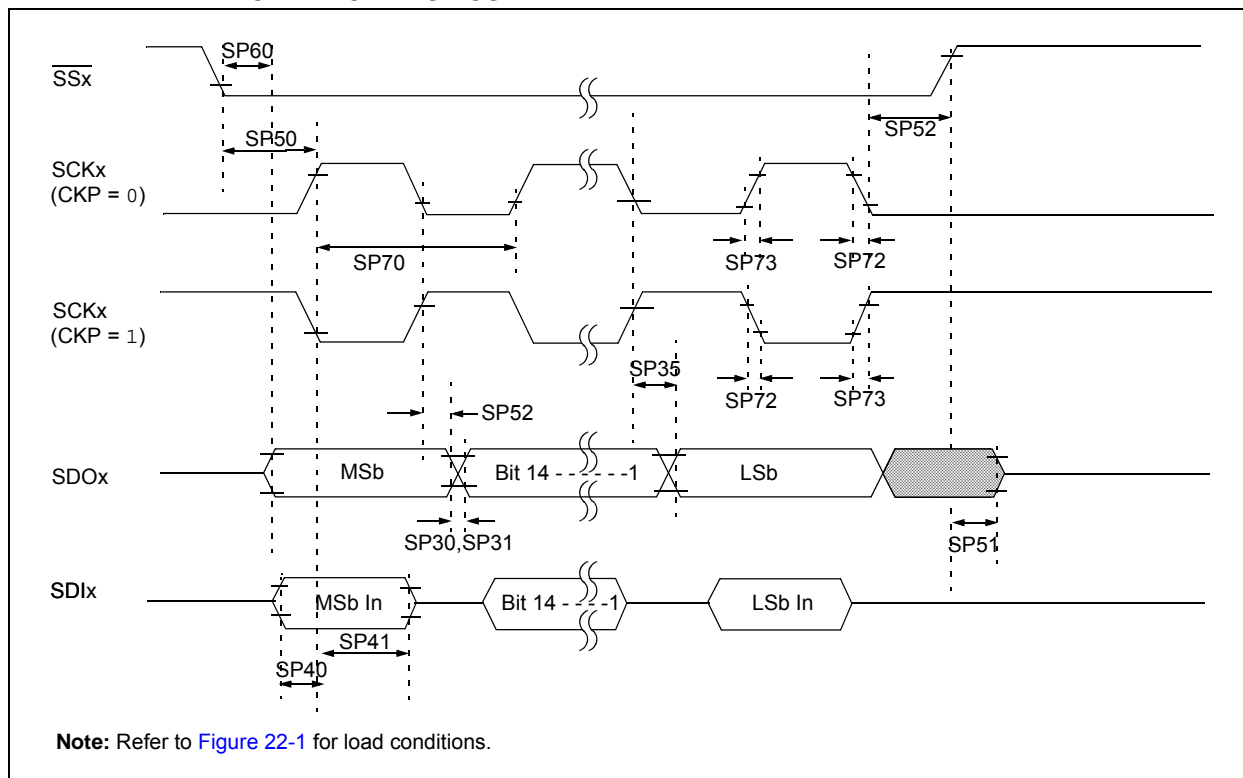 SP60
SSx
SP50
SP52
SCKx
(CKP = 0)
SP70
SP73
SP72
SCKx
(CKP = 1)
SP35
SP72
SP73
SP52
SDOx
MSb
Bit 14 - - - - - -1
LSb
SP30,SP31
SP51
SDIx
MSb In
Bit 14 - - - -1
LSb In
SP41
SP40
Note: Refer to Figure 22-1 for load conditions.